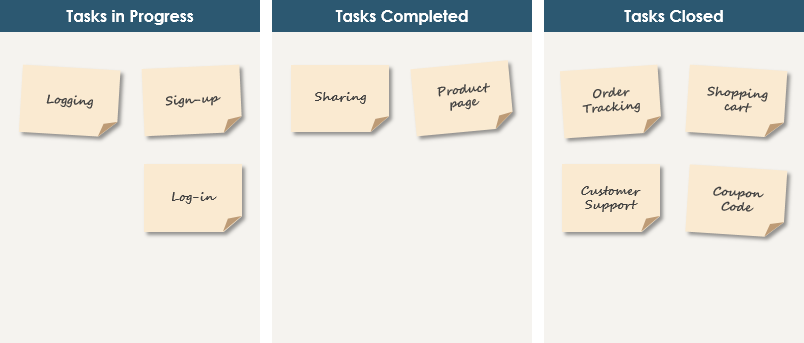 Tasks in Progress
Logging
Sign-up
Log-in
Tasks Completed
Sharing
Product
page
Tasks Closed
Order
Tracking
Shopping
cart
Customer
Support
Coupon
Code